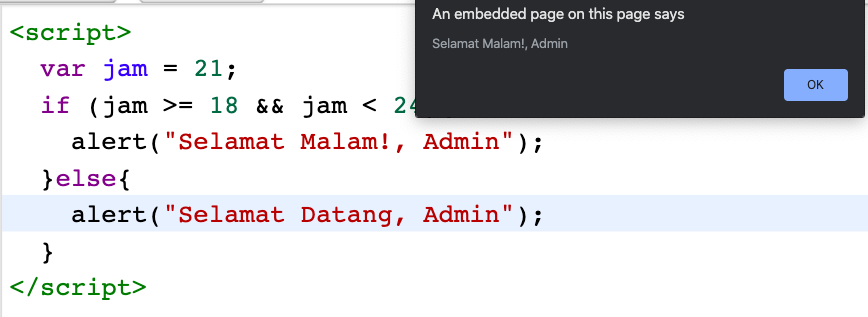 An embedded page on this page says
Selamat Malam!, Admin
OK
<script>
var jam = 21;
if (jam >= 18 && jam < 24
alert("Selamat Malam!, Admin");
}else{
alert("Selamat Datang, Admin");
}
</script>